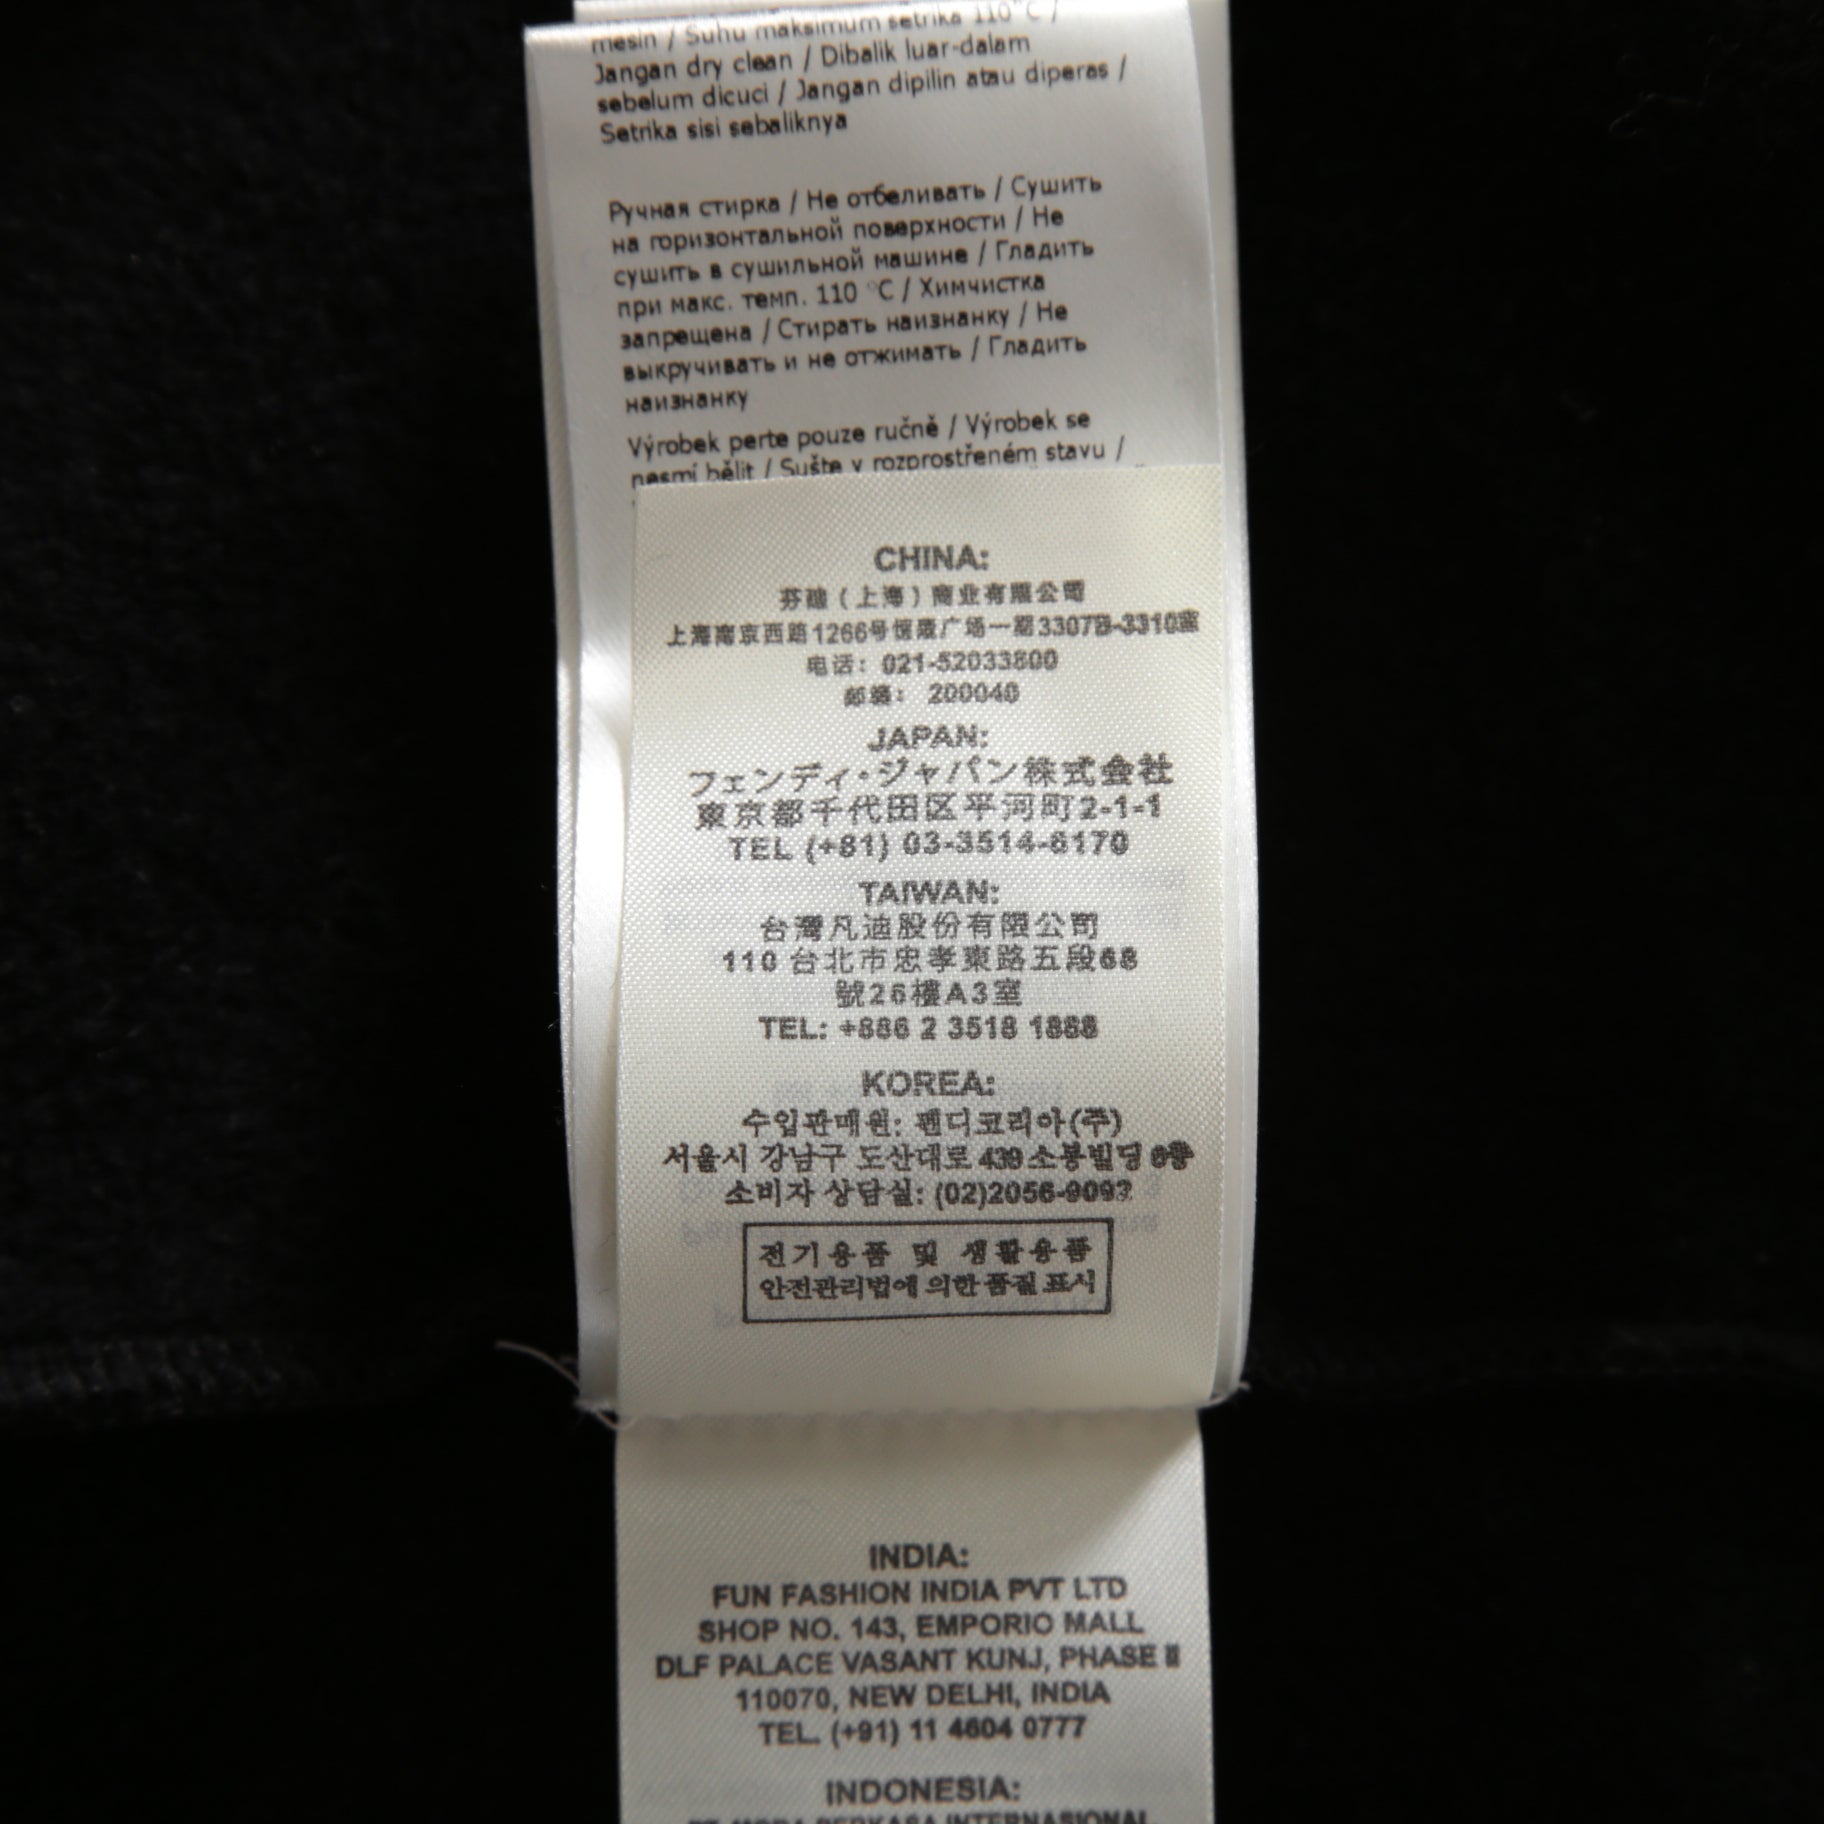 mesin / Suhu maksimum setrika 110°C /
Jangan dry clean / Dibalik luar-dalam
sebelum dicuci / Jangan dipilin atau diperas /
Setrika sisi sebaliknya
Ручная стирка / Не отбеливать / Сушить
на горизонтальной поверхности / Не
сушить в сушильной машине / Гладить
при макс. темп. 110 °C / Химчистка
запрещена / Стирать наизнанку / Не
выкручивать и не отжимать / Гладить
наизнанку
Výrobek perte pouze ručně / Výrobek se
nesmí bělit / Sušte v rozprostřeném stavu /
CHINA:
(上海)商业有限公司
上海南京西路1266号恒隆广场一期3307B-3310室
电话: 021-52033800
邮编: 200040
JAPAN:
フェンディ・ジャパン株式会社
東京都千代田区平河町2-1-1
TEL (+81) 03-3514-6170
TAIWAN:
台灣凡迪股份有限公司
110 台北市忠孝東路五段68
號26樓A3室
TEL: +886 2 3518 1888
KOREA:
수입판매원: 펜디코리아(주)
서울시 강남구 도산대로 439 소봉빌딩 6층
소비자 상담실: (02)2056-9092
전기용품 및 생활용품
안전관리법에 의한 품질 표시
INDIA:
FUN FASHION INDIA PVT LTD
SHOP NO. 143, EMPORIO MALL
DLF PALACE VASANT KUNJ, PHASE II
110070, NEW DELHI, INDIA
TEL. (+91) 11 4604 0777
INDONESIA:
INTERNASIONAL